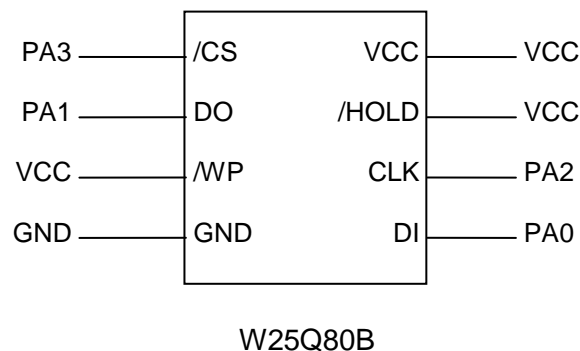 PA3 /CS VCC VCC
PA1 DO /HOLD VCC
VCC /WP CLK PA2
GND GND DI PA0
W25Q80B